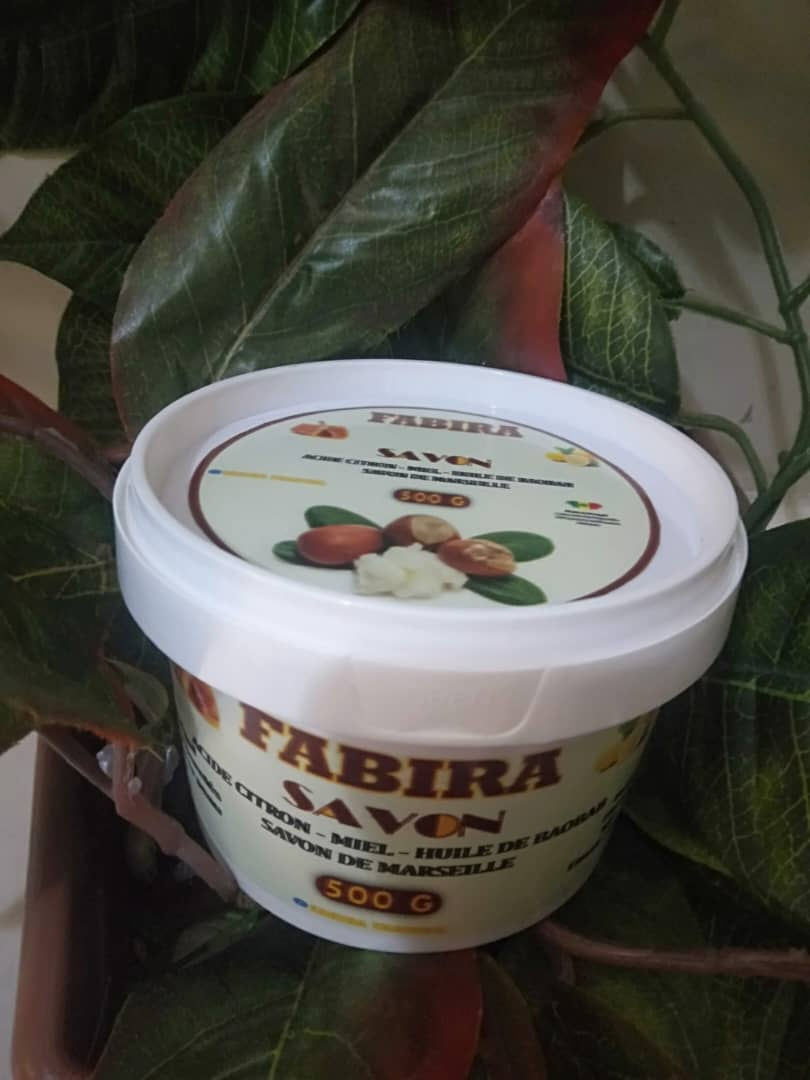 FABIRA
SAVON
ACIDE CITRON - MIEL - HUILE DE BAOBAB
SAVON DE MARSEILLE
500 G
FABIRA
SAVON
ACIDE CITRON - MIEL - HUILE DE BAOBAB
SAVON DE MARSEILLE
500 G